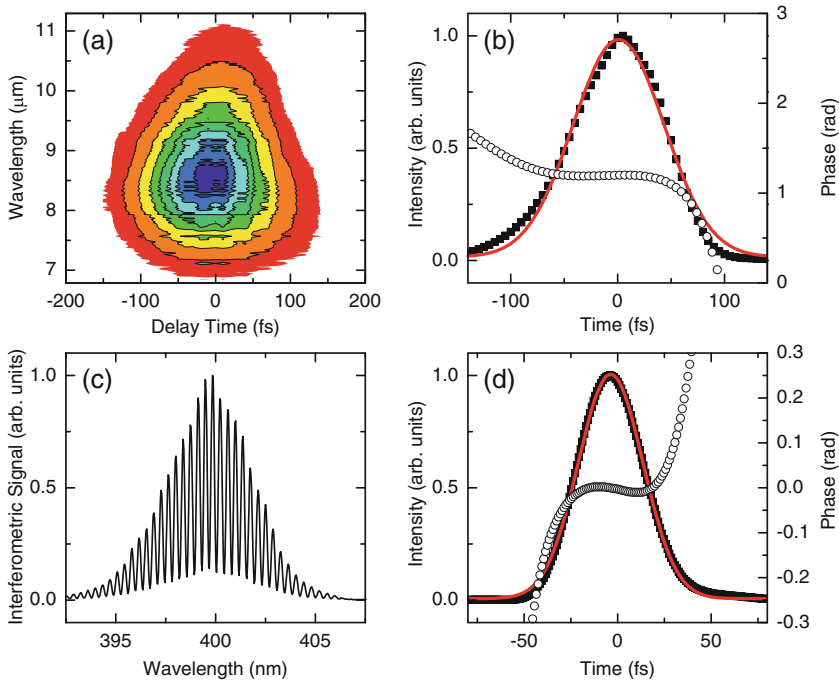 (a)
Wavelength (μm)
11
10
9
8
7
-200
-100
0
100
200
Delay Time (fs)
(b)
Intensity (arb. units)
1.0
0.5
0.0
-100
0
100
Time (fs)
3
2
1
0
Phase (rad)
(c)
Interferometric Signal (arb. units)
1.0
0.5
0.0
395
400
405
Wavelength (nm)
(d)
Intensity (arb. units)
1.0
0.5
0.0
-50
0
50
Time (fs)
0.3
0.2
0.1
0.0
-0.1
-0.2
-0.3
Phase (rad)